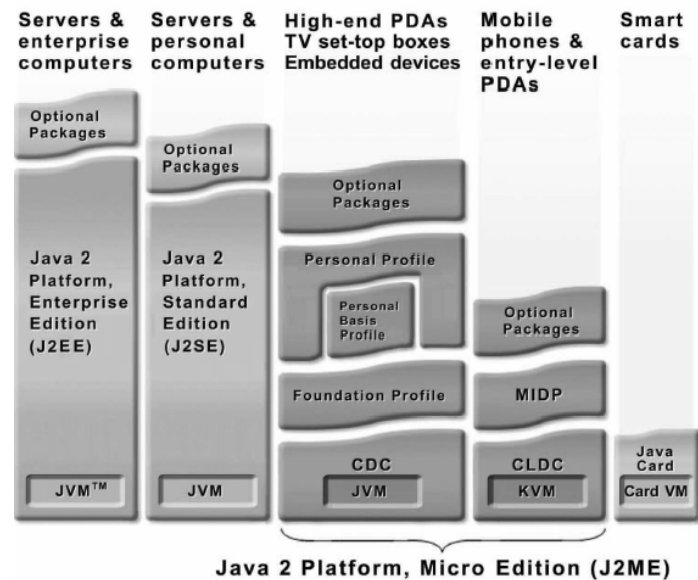 Servers &
enterprise
computers
Servers &
personal
computers
High-end PDAs
TV set-top boxes
Embedded devices
Mobile
phones &
entry-level
PDAs
Smart
cards
Optional
Packages
Java 2
Platform,
Enterprise
Edition
(J2EE)
JVM™
Optional
Packages
Java 2
Platform,
Standard
Edition
(J2SE)
JVM
Optional
Packages
Personal Profile
Personal
Basis
Profile
Foundation Profile
CDC
JVM
Optional
Packages
MIDP
CLDC
KVM
Java
Card
Card VM
Java 2 Platform, Micro Edition (J2ME)